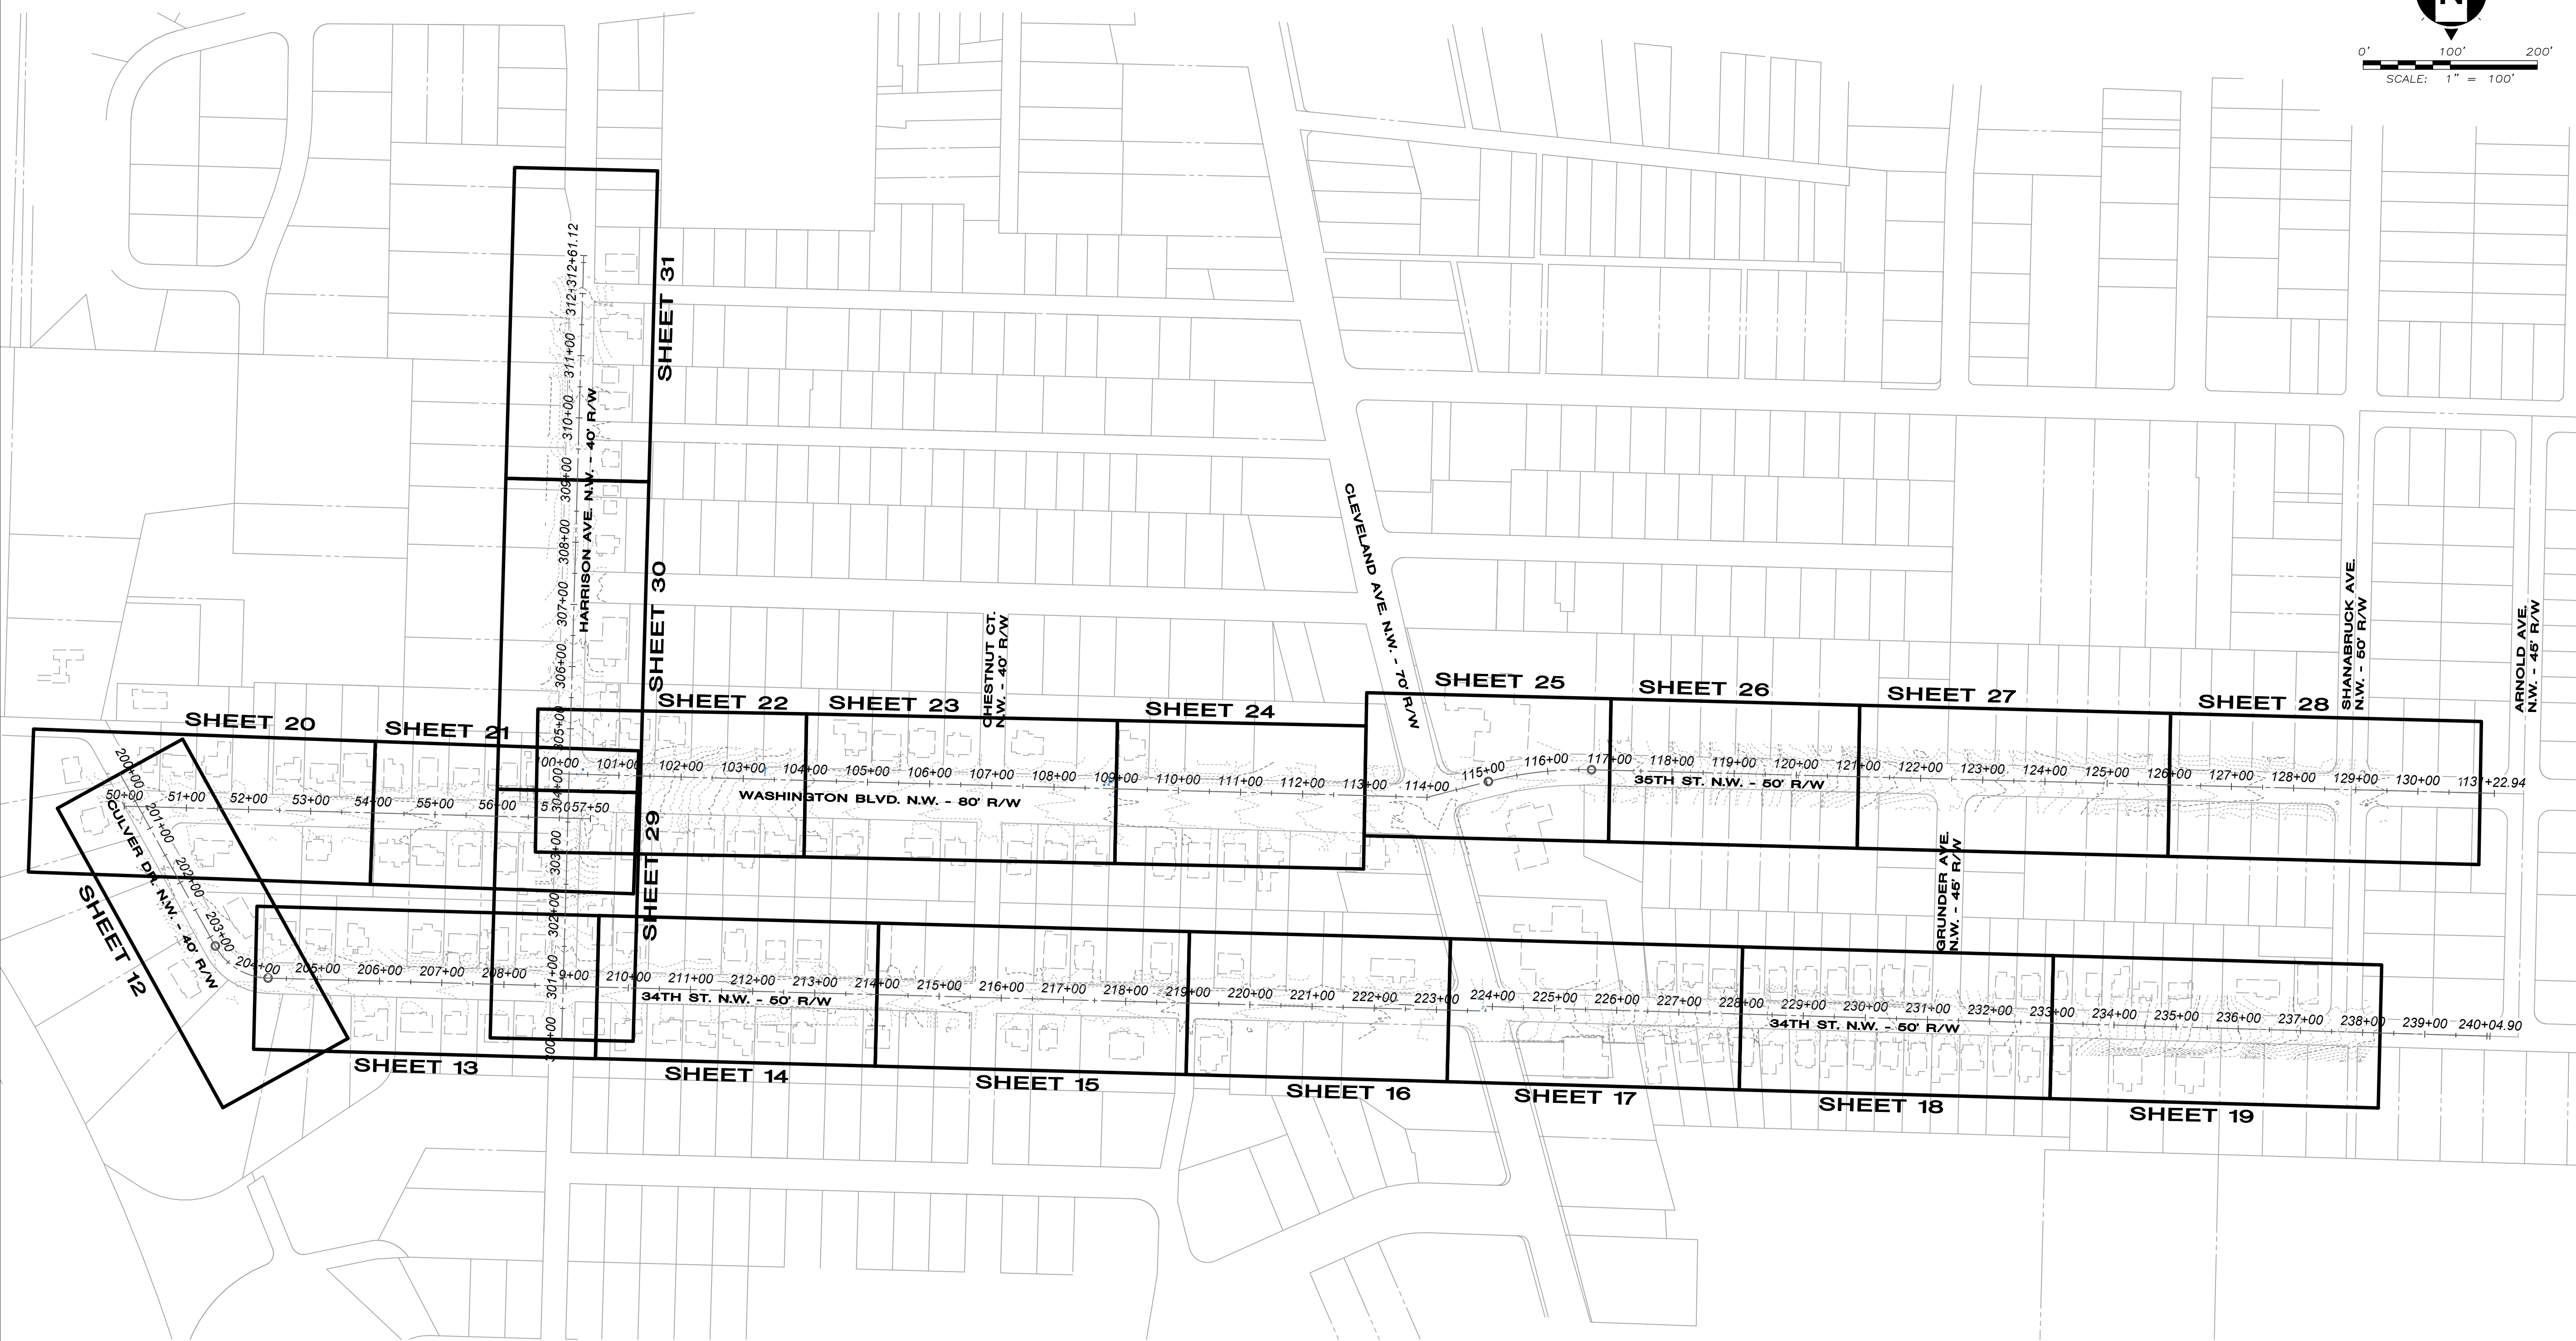 N
0' 100' 200'
SCALE: 1" = 100'
312+61.12
312+
311+00
310+00
309+00
308+00
307+00
306+00
305+00
304+00
303+00
302+00
301+00
300+00
HARRISON AVE. N.W. - 40' R/W
SHEET 31
SHEET 30
SHEET 29
CHESTNUT CT.
N.W. - 40' R/W
CLEVELAND AVE. N.W. - 70' R/W
SHANABRUCK AVE.
N.W. - 50' R/W
ARNOLD AVE.
N.W. - 45' R/W
SHEET 20
SHEET 21
SHEET 22
SHEET 23
SHEET 24
SHEET 25
SHEET 26
SHEET 27
SHEET 28
50+00 51+00 52+00 53+00 54+00 55+00 56+00 57+50
100+00 101+00 102+00 103+00 104+00 105+00 106+00 107+00 108+00 109+00 110+00 111+00 112+00 113+00 114+00 115+00 116+00 117+00 118+00 119+00 120+00 121+00 122+00 123+00 124+00 125+00 126+00 127+00 128+00 129+00 130+00 131+22.94
WASHINGTON BLVD. N.W. - 80' R/W
35TH ST. N.W. - 50' R/W
GRUNDER AVE.
N.W. - 45' R/W
200+00 201+00 202+00 203+00
CULVER DR. N.W. - 40' R/W
SHEET 12
204+00 205+00 206+00 207+00 208+00 9+00 210+00 211+00 212+00 213+00 214+00 215+00 216+00 217+00 218+00 219+00 220+00 221+00 222+00 223+00 224+00 225+00 226+00 227+00 228+00 229+00 230+00 231+00 232+00 233+00 234+00 235+00 236+00 237+00 238+00 239+00 240+04.90
34TH ST. N.W. - 50' R/W
34TH ST. N.W. - 50' R/W
SHEET 13
SHEET 14
SHEET 15
SHEET 16
SHEET 17
SHEET 18
SHEET 19